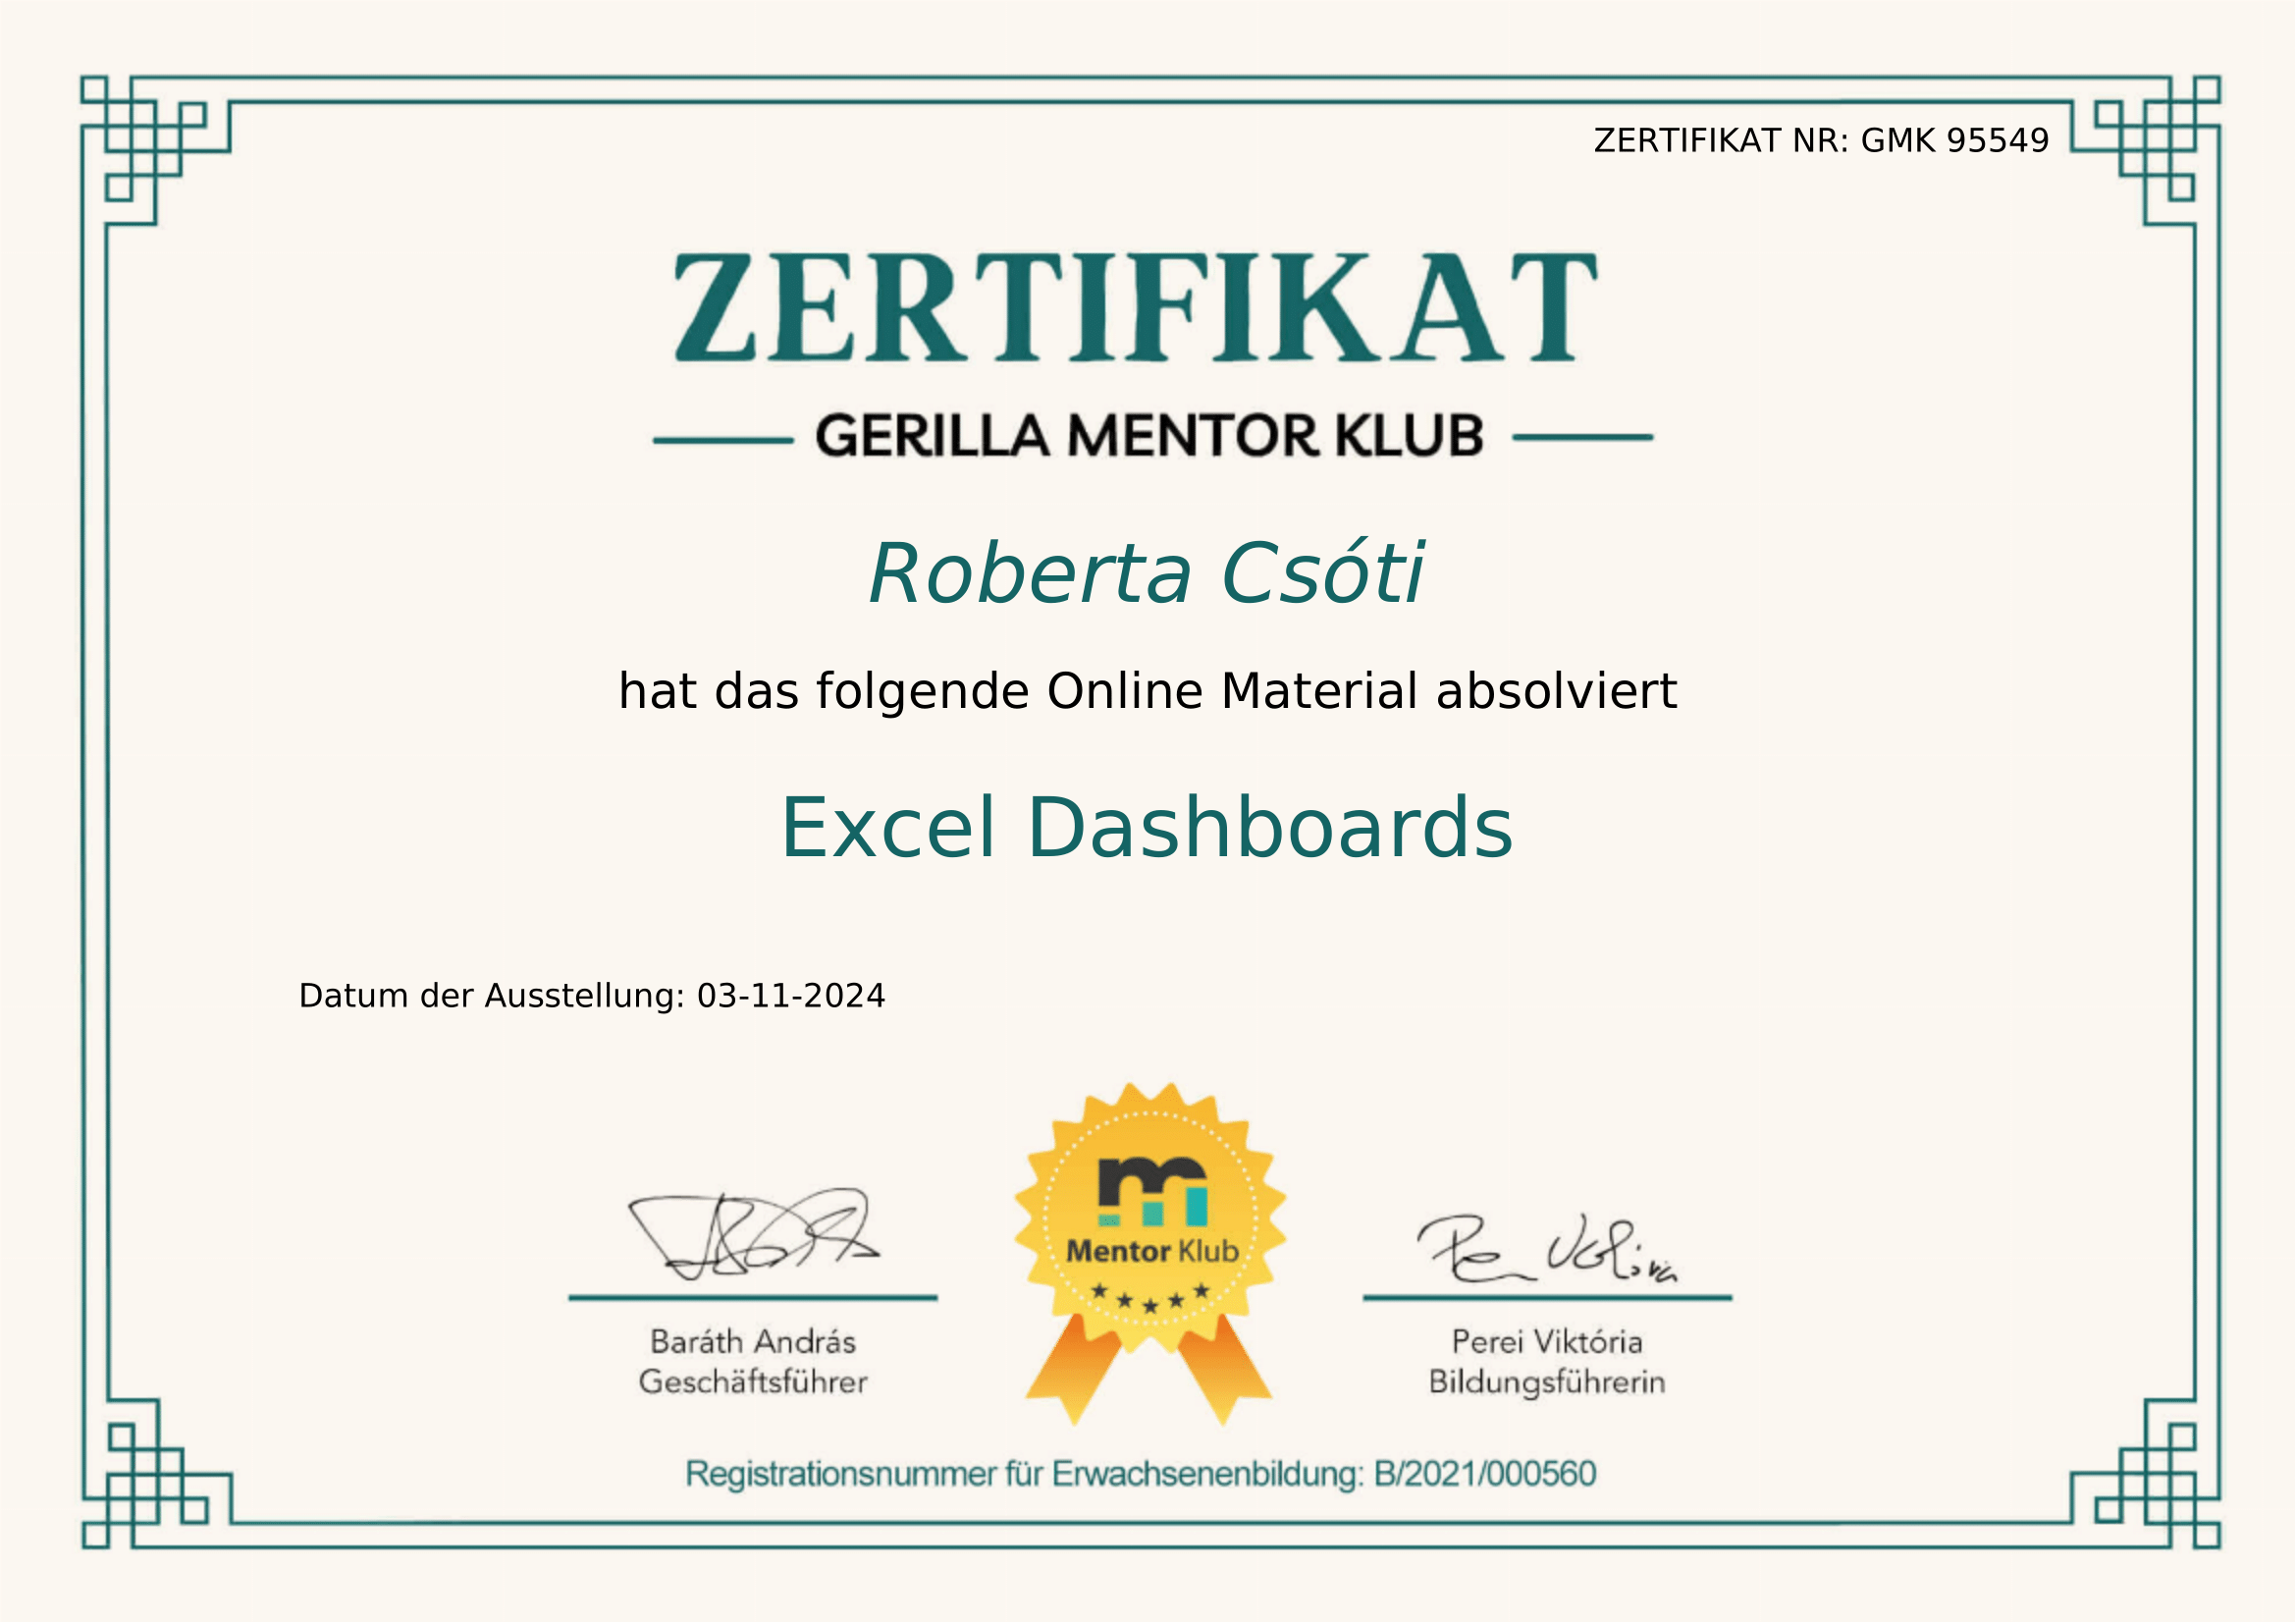 ZERTIFIKAT NR: GMK 95549
ZERTIFIKAT
GERILLA MENTOR KLUB
Roberta Csóti
hat das folgende Online Material absolviert
Excel Dashboards
Datum der Ausstellung: 03-11-2024
Mentor Klub
Baráth András
Geschäftsführer
Perei Viktória
Bildungsführerin
Registrationsnummer für Erwachsenenbildung: B/2021/000560